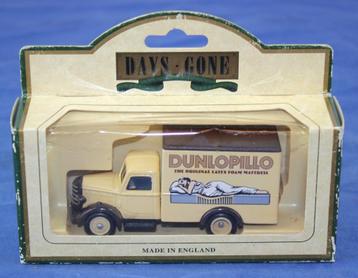 DAYS · GONE
DUNLOPILLO
THE ORIGINAL LATEX FOAM MATTRESS
MADE IN ENGLAND